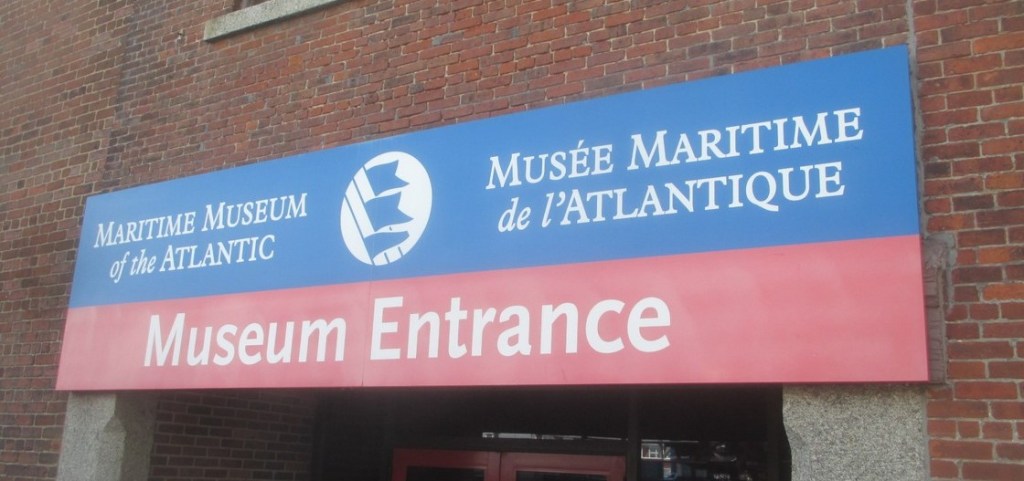 MARITIME MUSEUM
of the ATLANTIC
MUSÉE MARITIME
de l'ATLANTIQUE
Museum Entrance